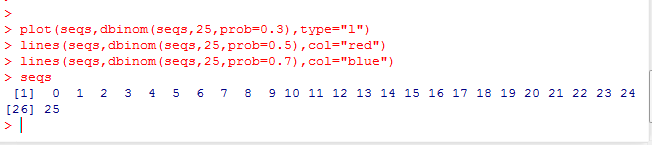 >
> plot(seqs,dbinom(seqs,25,prob=0.3),type="l")
> lines(seqs,dbinom(seqs,25,prob=0.5),col="red")
> lines(seqs,dbinom(seqs,25,prob=0.7),col="blue")
> seqs
[1] 0 1 2 3 4 5 6 7 8 9 10 11 12 13 14 15 16 17 18 19 20 21 22 23 24
[26] 25
>